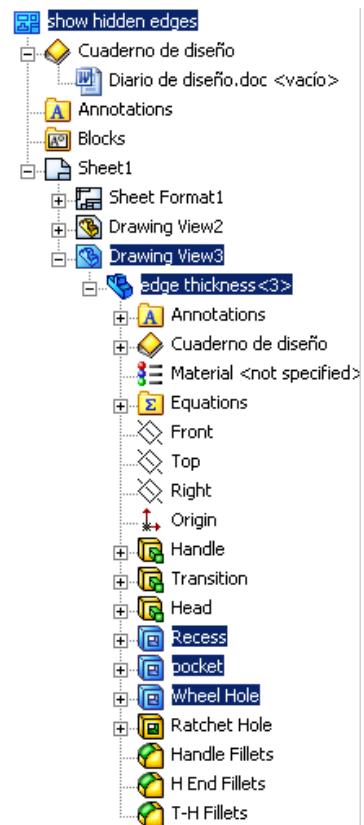 show hidden edges
Cuaderno de diseño
Diario de diseño.doc <vacío>
Annotations
Blocks
Sheet1
Sheet Format1
Drawing View2
Drawing View3
edge thickness<3>
Annotations
Cuaderno de diseño
Material <not specified>
Equations
Front
Top
Right
Origin
Handle
Transition
Head
Recess
pocket
Wheel Hole
Ratchet Hole
Handle Fillets
H End Fillets
T-H Fillets